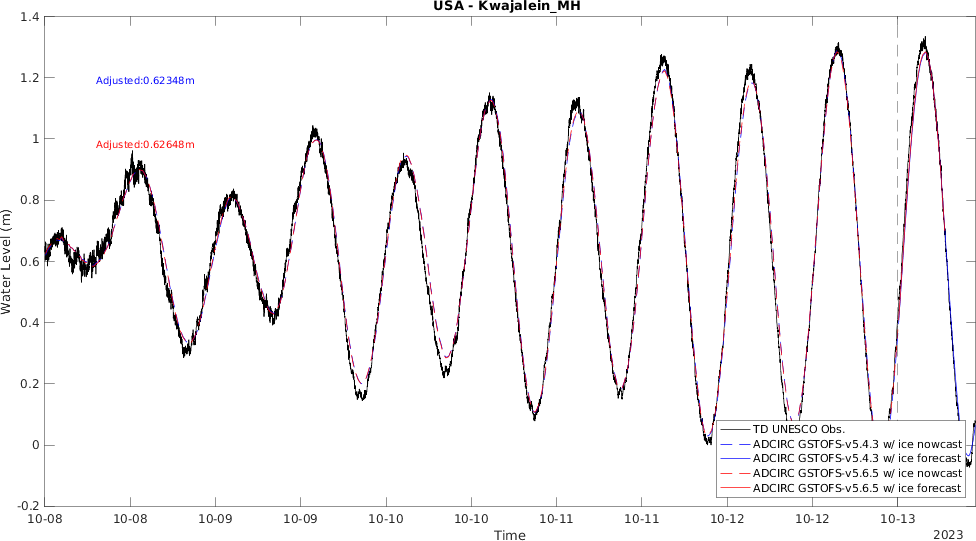 USA - Kwajalein_MH
1.4
1.2
1
0.8
0.6
0.4
0.2
0
-0.2
Water Level (m)
Adjusted:0.62348m
Adjusted:0.62648m
TD UNESCO Obs.
ADCIRC GSTOFS-v5.4.3 w/ ice nowcast
ADCIRC GSTOFS-v5.4.3 w/ ice forecast
ADCIRC GSTOFS-v5.6.5 w/ ice nowcast
ADCIRC GSTOFS-v5.6.5 w/ ice forecast
10-08 10-08 10-09 10-09 10-10 10-10 10-11 10-11 10-12 10-12 10-13
Time
2023